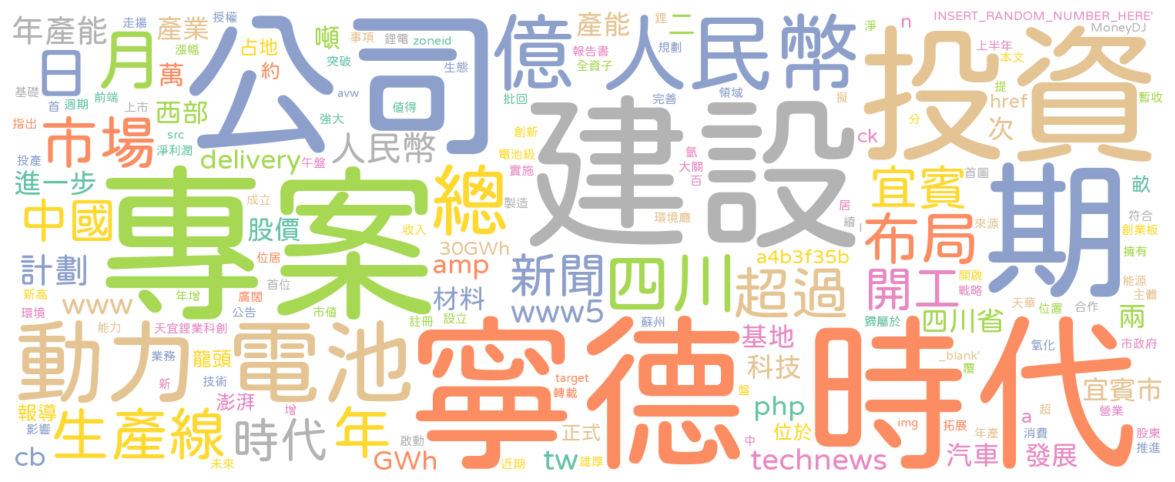 年產能
走揚
授權
產業
漲幅
占地
噸
事項
鋰電
zoneid
突破
生態
日
月
萬
約
公司
億
人民幣
產能
鋰
二
報告書
規劃
全資子
淨
n
INSERT_RANDOM_NUMBER_HERE'
MoneyDJ
上半年
本文
提
暫收
href
投資
基礎
首
週期
前端
上市
西部
指出
市場
src
淨利潤
avw
值得
強大
批回
完善
領域
擬
分
次
ck
投產
delivery
午盤
人民幣
創新
電池級
實施
建設
氫
大關
百
進一步
專案
成立
總
製造
宜賓
首圖
期
畝
符合
創業板
中國
股價
收入
環境廳
居
續
l
布局
來源
擁有
位居
30GWh
a4b3f35b
計劃
amp
新聞
四川
超過
開工
開啟
戰略
能源
主體
新高
環境
www
年增
廣闊
首位
公告
市值
材料
註冊
設立
www5
蘇州
歸屬於
四川省
天華
位置
合作
兩
動力
電池
能力
天宜鋰業科創
寧德
時代
基地
科技
氫化
市政府
業務
龍頭
技術
新
澎湃
target
轉載
盤
_blank'
覆
宜賓市
報導
影響
生產線
增
時代
年
啟動
未來
GWh
近期
正式
雄厚
tw
中
php
位於
img
超
拓展
年產
a
消費
營業
股東
推進
cb
technews
汽車
發展